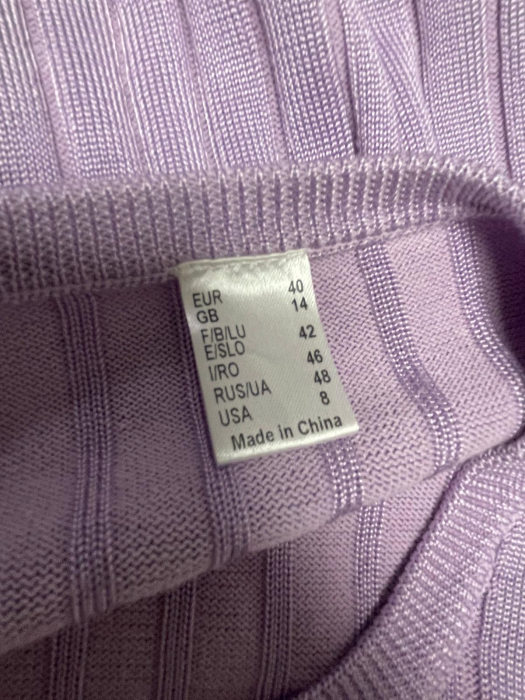 EUR 40
GB 14
F/B/LU 42
E/SLO
I/RO 46
RUS/UA 48
USA 8
Made in China